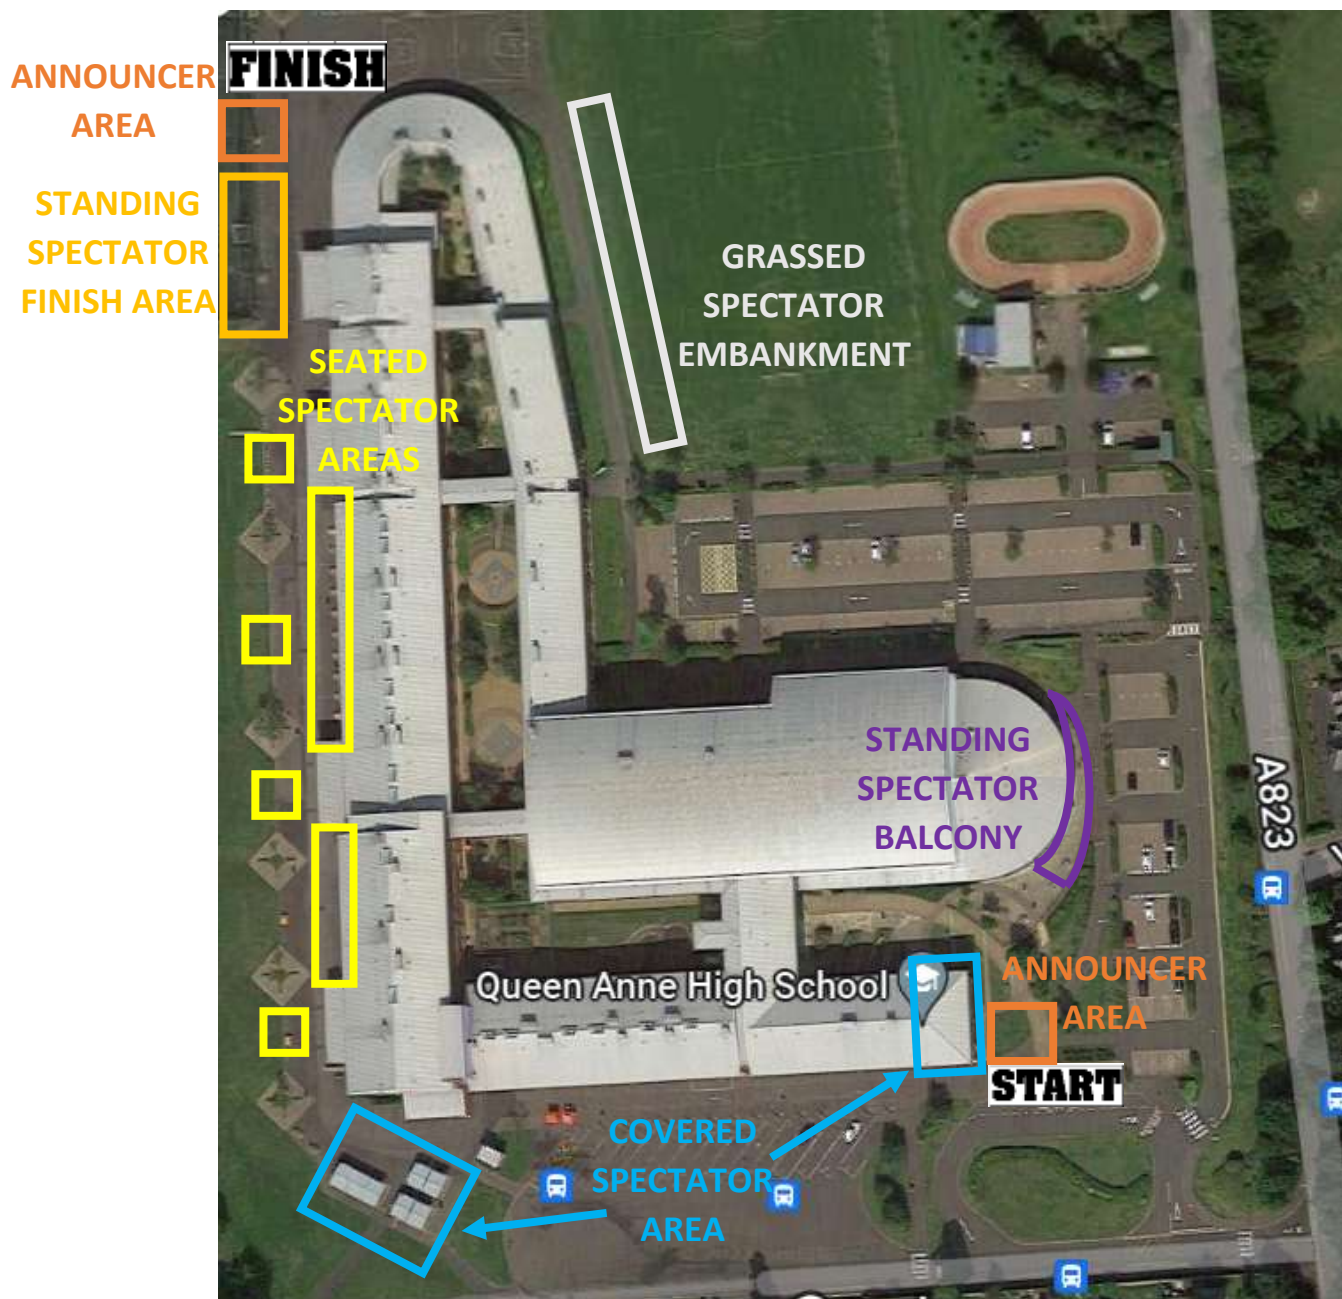 FINISH
ANNOUNCER
AREA
STANDING
SPECTATOR
FINISH AREA
GRASSED
SPECTATOR
EMBANKMENT
SEATED
SPECTATOR
AREAS
STANDING
SPECTATOR
BALCONY
A823
Queen Anne High School
ANNOUNCER
AREA
START
COVERED
SPECTATOR
AREA